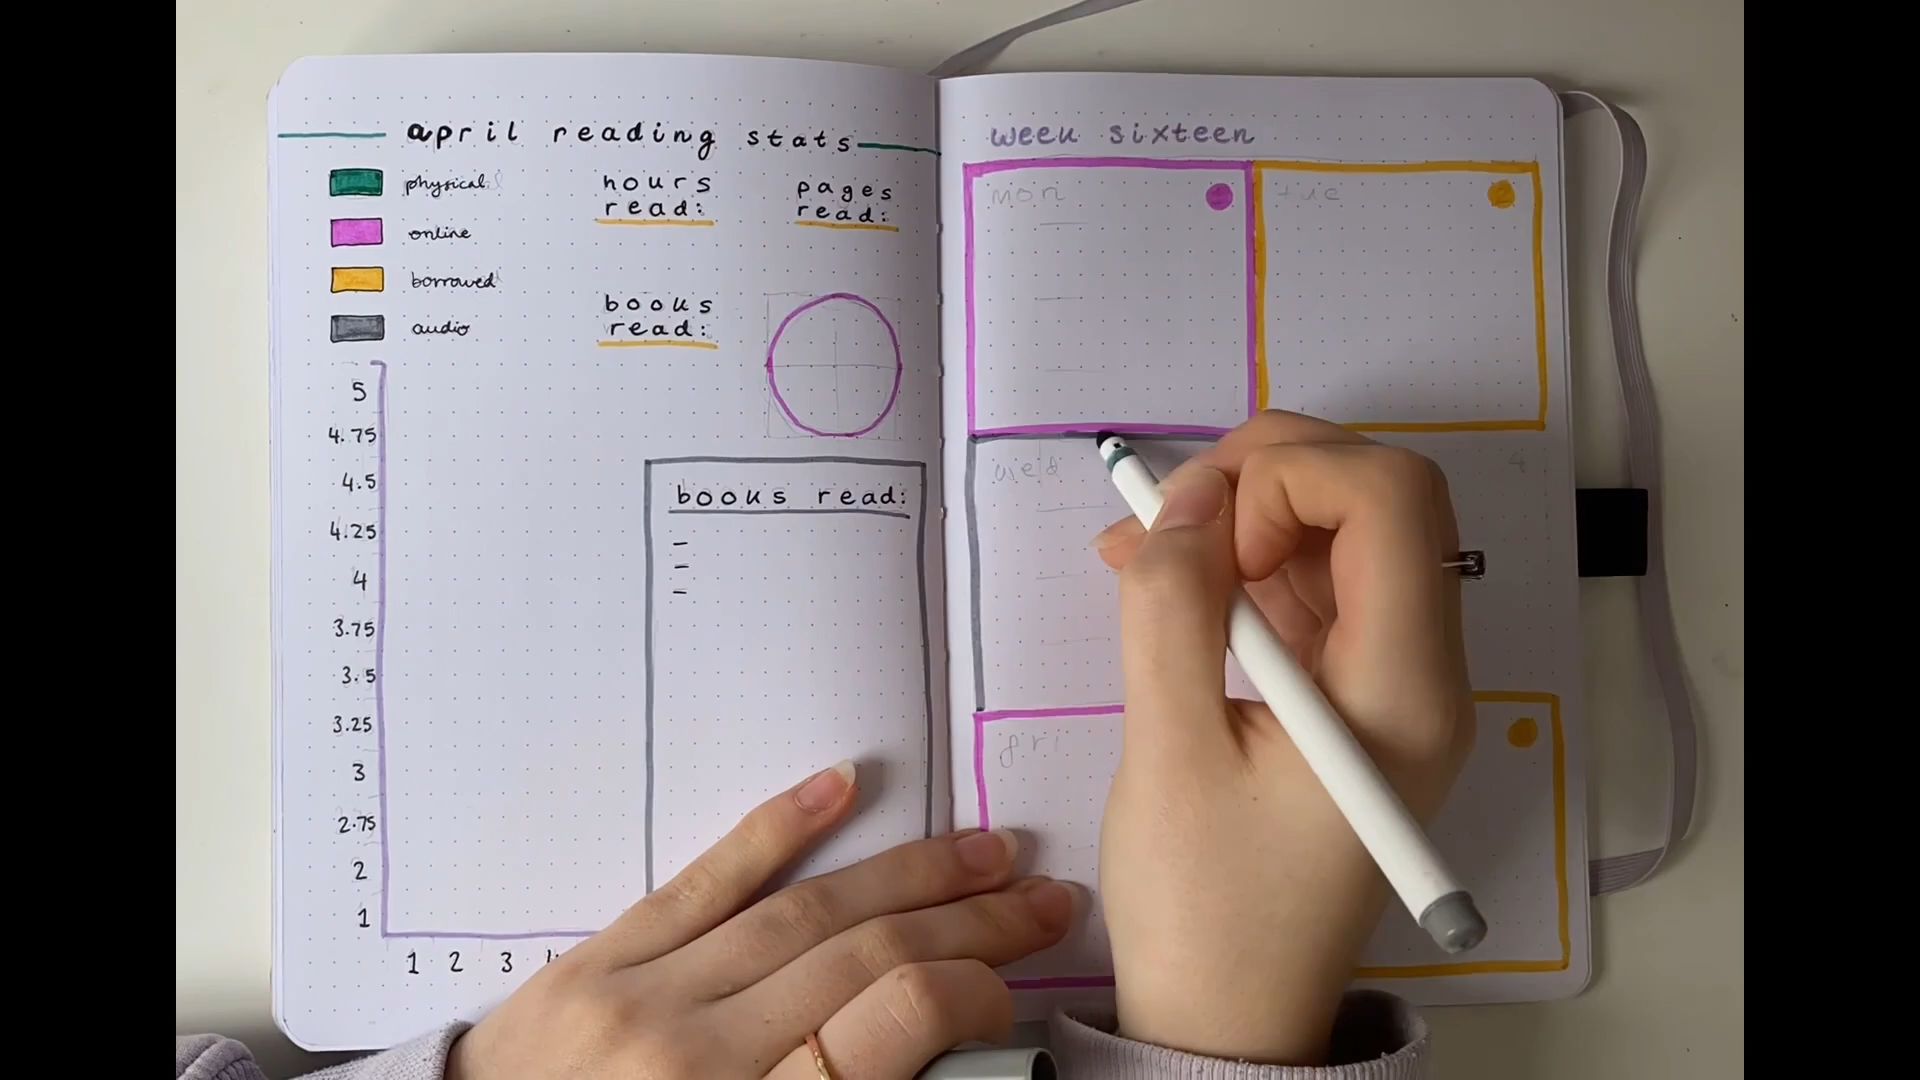 april reading stats
physical
online
borrowed
audio
hours
read:
pages
read:
books
read:
5
4.75
4.5
4.25
4
3.75
3.5
3.25
3
2.75
2
1
1 2 3
books read:
–
–
–
week sixteen
mon
tue
wed
4
fri